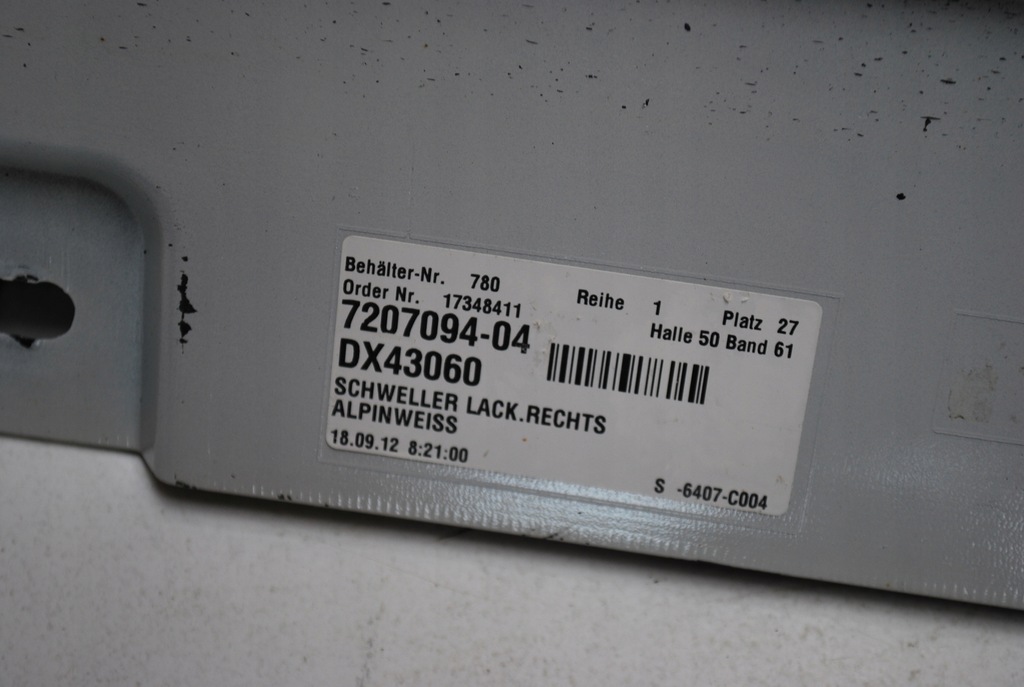 Behälter-Nr. 780 Reihe 1 Platz 27
Order Nr. 17348411 Halle 50 Band 61
7207094-04
DX43060
SCHWELLER LACK.RECHTS
ALPINWEISS
18.09.12 8:21:00 S -6407-C004